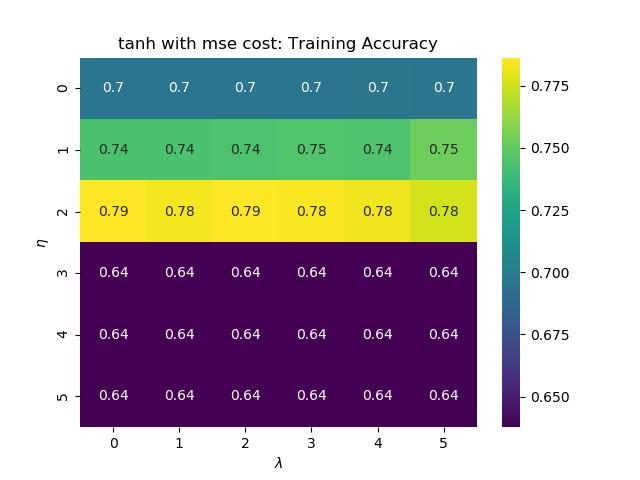 tanh with mse cost: Training Accuracy
0 0.7 0.7 0.7 0.7 0.7 0.7
1 0.74 0.74 0.74 0.75 0.74 0.75
2 0.79 0.78 0.79 0.78 0.78 0.78
3 0.64 0.64 0.64 0.64 0.64 0.64
4 0.64 0.64 0.64 0.64 0.64 0.64
5 0.64 0.64 0.64 0.64 0.64 0.64
η
0 1 2 3 4 5
λ
0.775
0.750
0.725
0.700
0.675
0.650